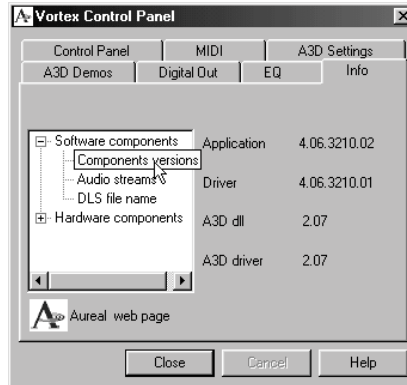 Vortex Control Panel
Control Panel MIDI A3D Settings
A3D Demos Digital Out EQ Info
Software components
Components versions
Audio streams
DLS file name
Hardware components
Application 4.06.3210.02
Driver 4.06.3210.01
A3D dll 2.07
A3D driver 2.07
Aureal web page
Close Cancel Help